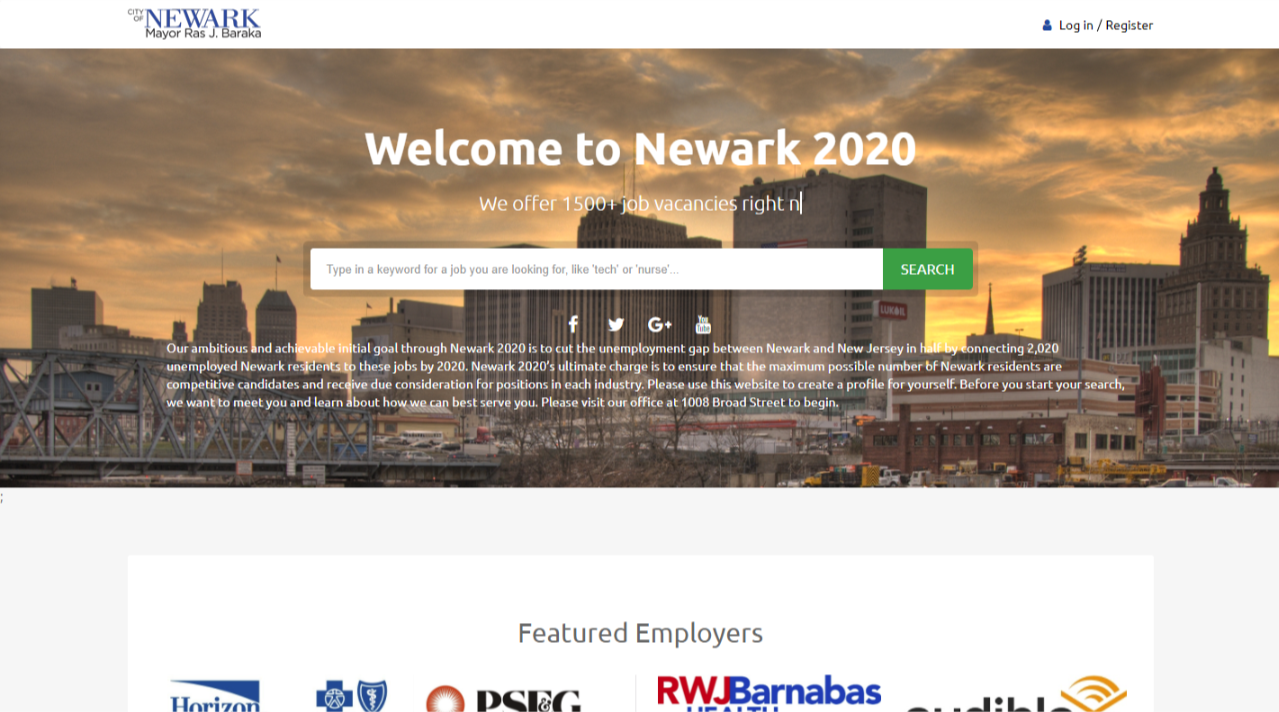 CITY OF NEWARK
Mayor Ras J. Baraka
Log in / Register
Welcome to Newark 2020
We offer 1500+ job vacancies right n
Type in a keyword for a job you are looking for, like 'tech' or 'nurse'...
SEARCH
LUKOIL
You Tube
Our ambitious and achievable initial goal through Newark 2020 is to cut the unemployment gap between Newark and New Jersey in half by connecting 2,020
unemployed Newark residents to these jobs by 2020. Newark 2020's ultimate charge is to ensure that the maximum possible number of Newark residents are
competitive candidates and receive due consideration for positions in each industry. Please use this website to create a profile for yourself. Before you start your search,
we want to meet you and learn about how we can best serve you. Please visit our office at 1008 Broad Street to begin.
;
Featured Employers
Horizon
PSE&G
RWJBarnabas
HEALTH
audible